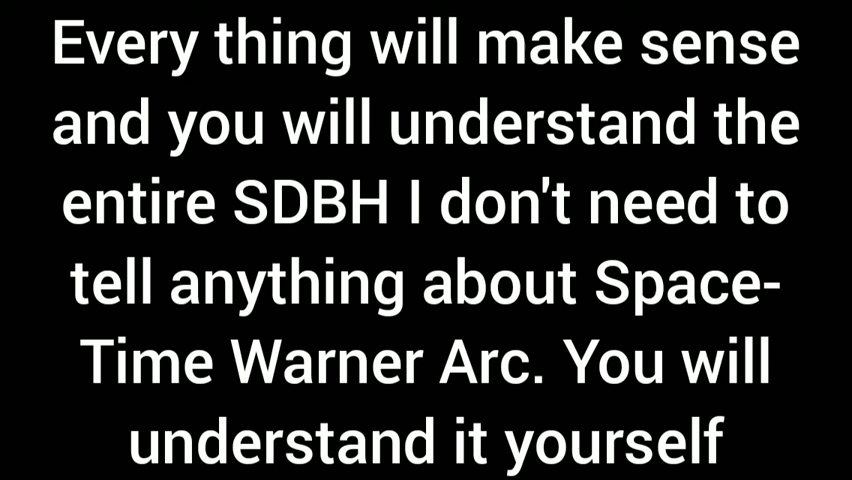 Every thing will make sense
and you will understand the
entire SDBH I don't need to
tell anything about Space-
Time Warner Arc. You will
understand it yourself